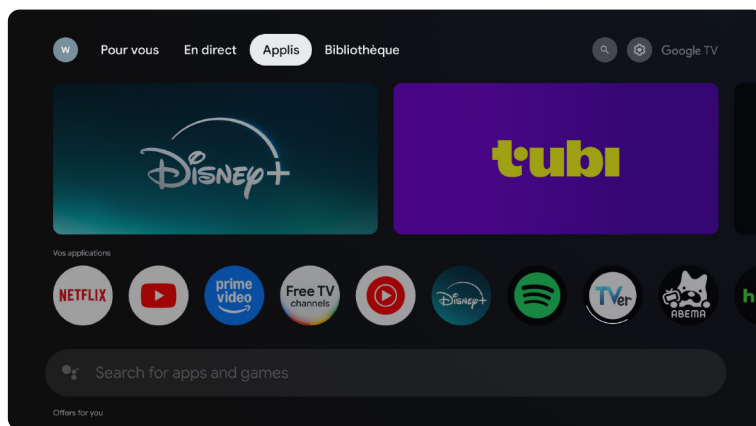 W Pour vous En direct Applis Bibliothèque Google TV
Disney+ tubi
Vos applications
NETFLIX prime video Free TV channels Disney+ TVer ABEMA h
Search for apps and games
Offers for you